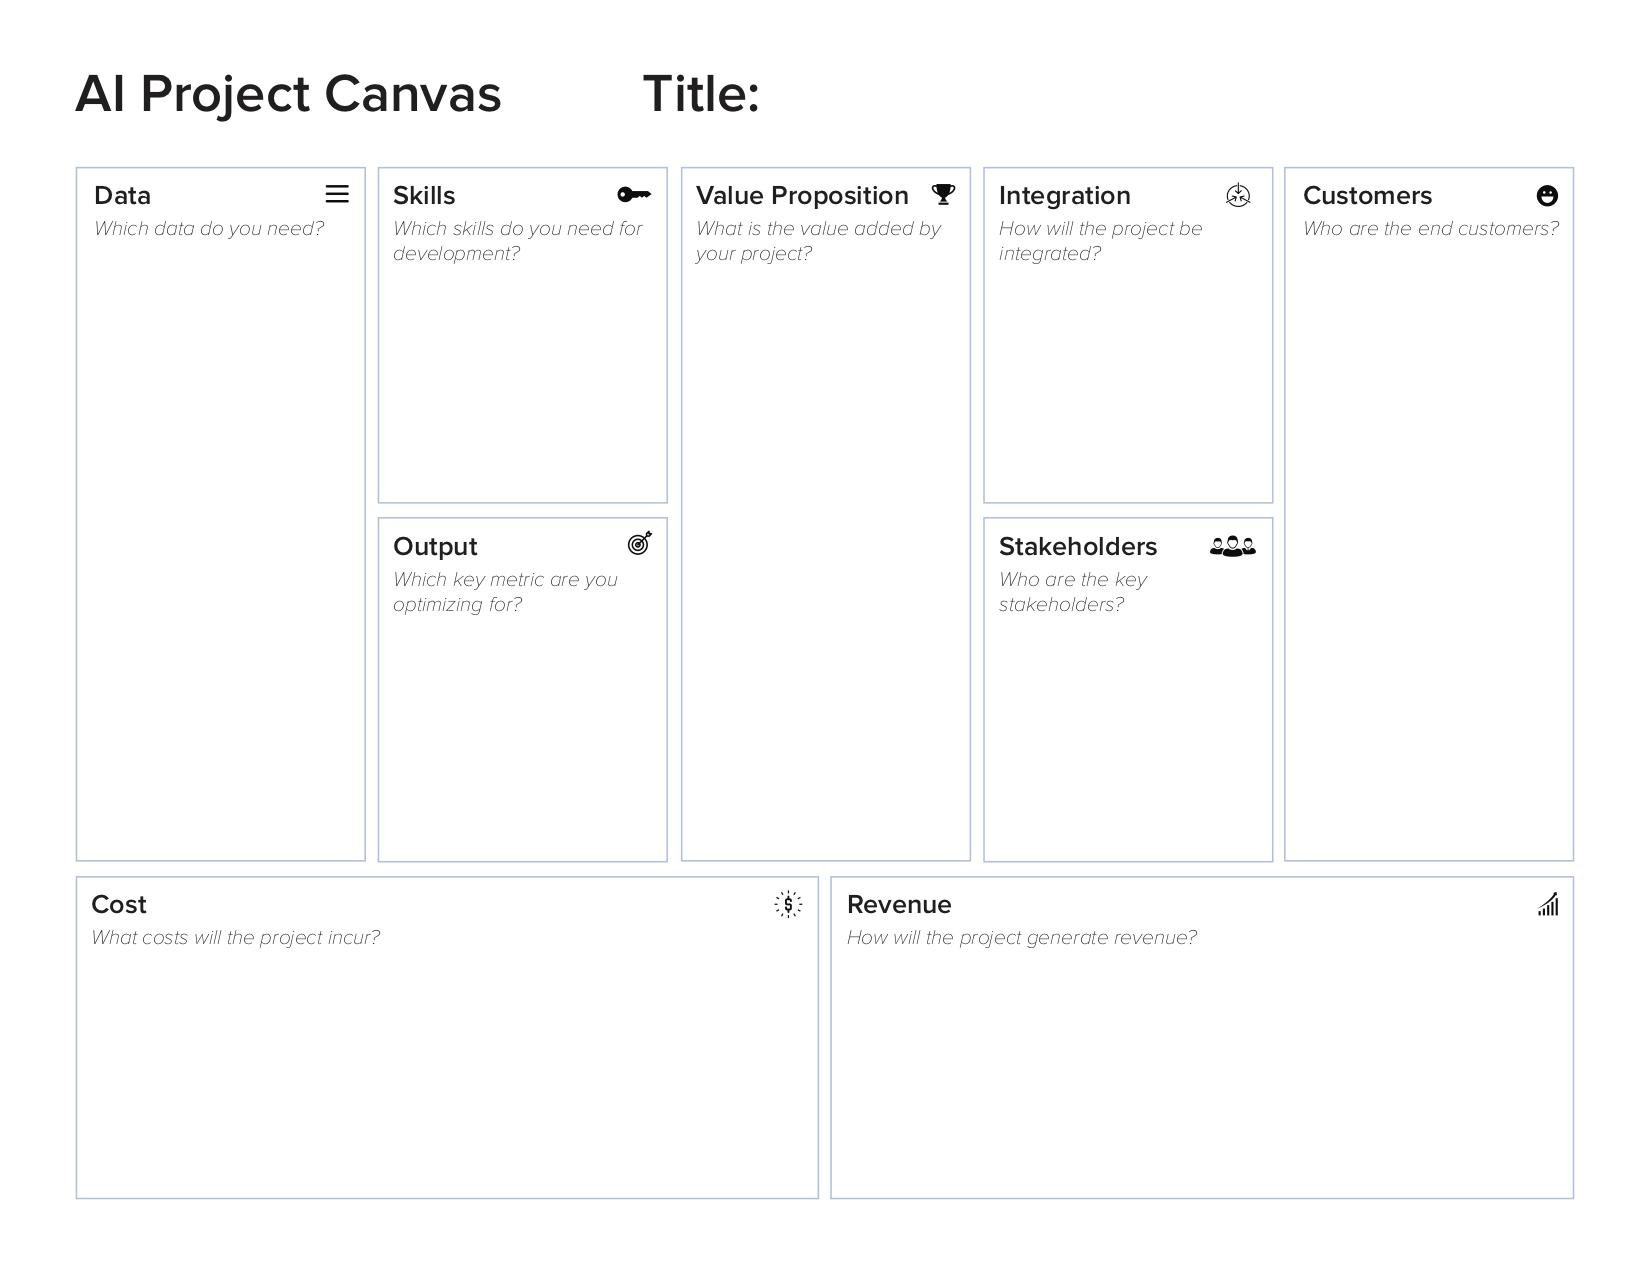 AI Project Canvas
Title:
Data
Which data do you need?
Skills
Which skills do you need for
development?
Output
Which key metric are you
optimizing for?
Value Proposition
What is the value added by
your project?
Integration
How will the project be
integrated?
Stakeholders
Who are the key
stakeholders?
Customers
Who are the end customers?
Cost
$
What costs will the project incur?
Revenue
How will the project generate revenue?